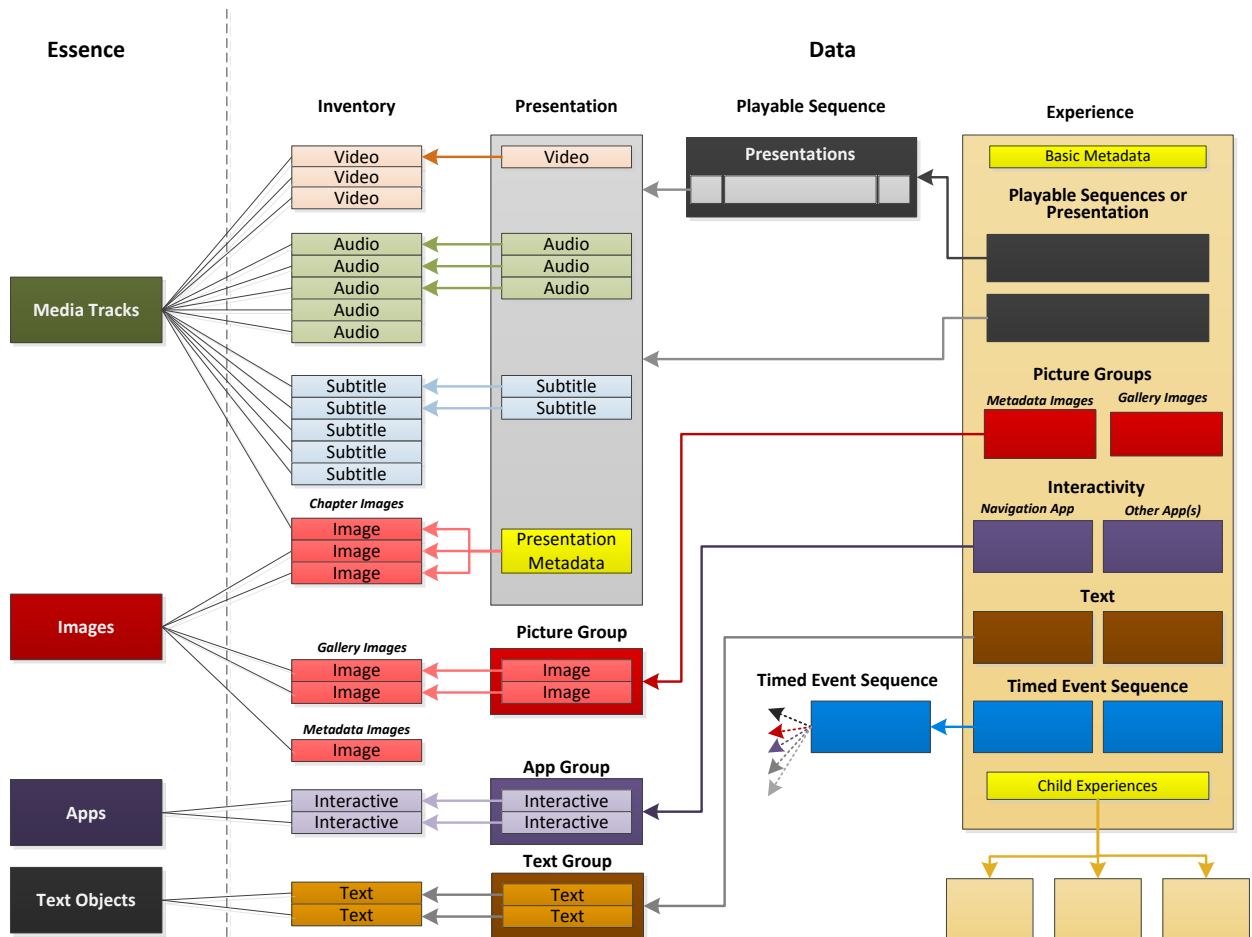 Essence
Data
Inventory
Presentation
Playable Sequence
Experience
Video
Video
Video
Video
Presentations
Basic Metadata
Playable Sequences or
Presentation
Audio
Audio
Audio
Audio
Audio
Audio
Audio
Audio
Media Tracks
Subtitle
Subtitle
Subtitle
Subtitle
Subtitle
Subtitle
Subtitle
Picture Groups
Metadata Images
Gallery Images
Chapter Images
Image
Image
Image
Presentation
Metadata
Interactivity
Navigation App
Other App(s)
Images
Text
Picture Group
Gallery Images
Image
Image
Image
Image
Timed Event Sequence
Timed Event Sequence
Metadata Images
Image
App Group
Child Experiences
Apps
Interactive
Interactive
Interactive
Interactive
Text Group
Text Objects
Text
Text
Text
Text